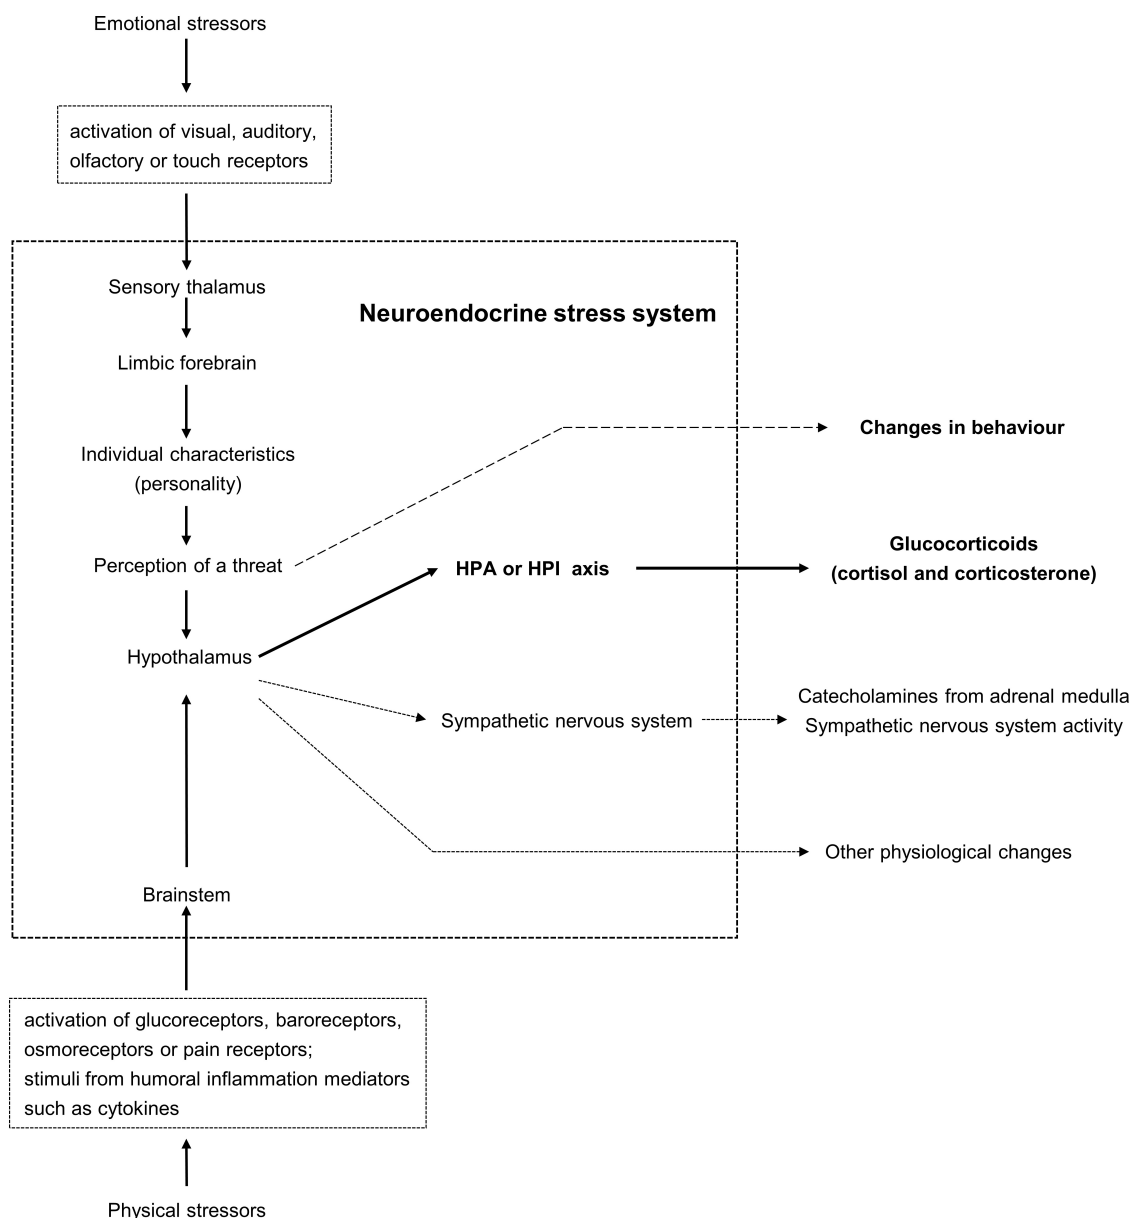 Emotional stressors
activation of visual, auditory,
olfactory or touch receptors
Sensory thalamus
Neuroendocrine stress system
Limbic forebrain
Changes in behaviour
Individual characteristics
(personality)
Perception of a threat
HPA or HPI axis
Glucocorticoids
(cortisol and corticosterone)
Hypothalamus
Sympathetic nervous system
Catecholamines from adrenal medulla
Sympathetic nervous system activity
Other physiological changes
Brainstem
activation of glucoreceptors, baroreceptors,
osmoreceptors or pain receptors;
stimuli from humoral inflammation mediators
such as cytokines
Physical stressors